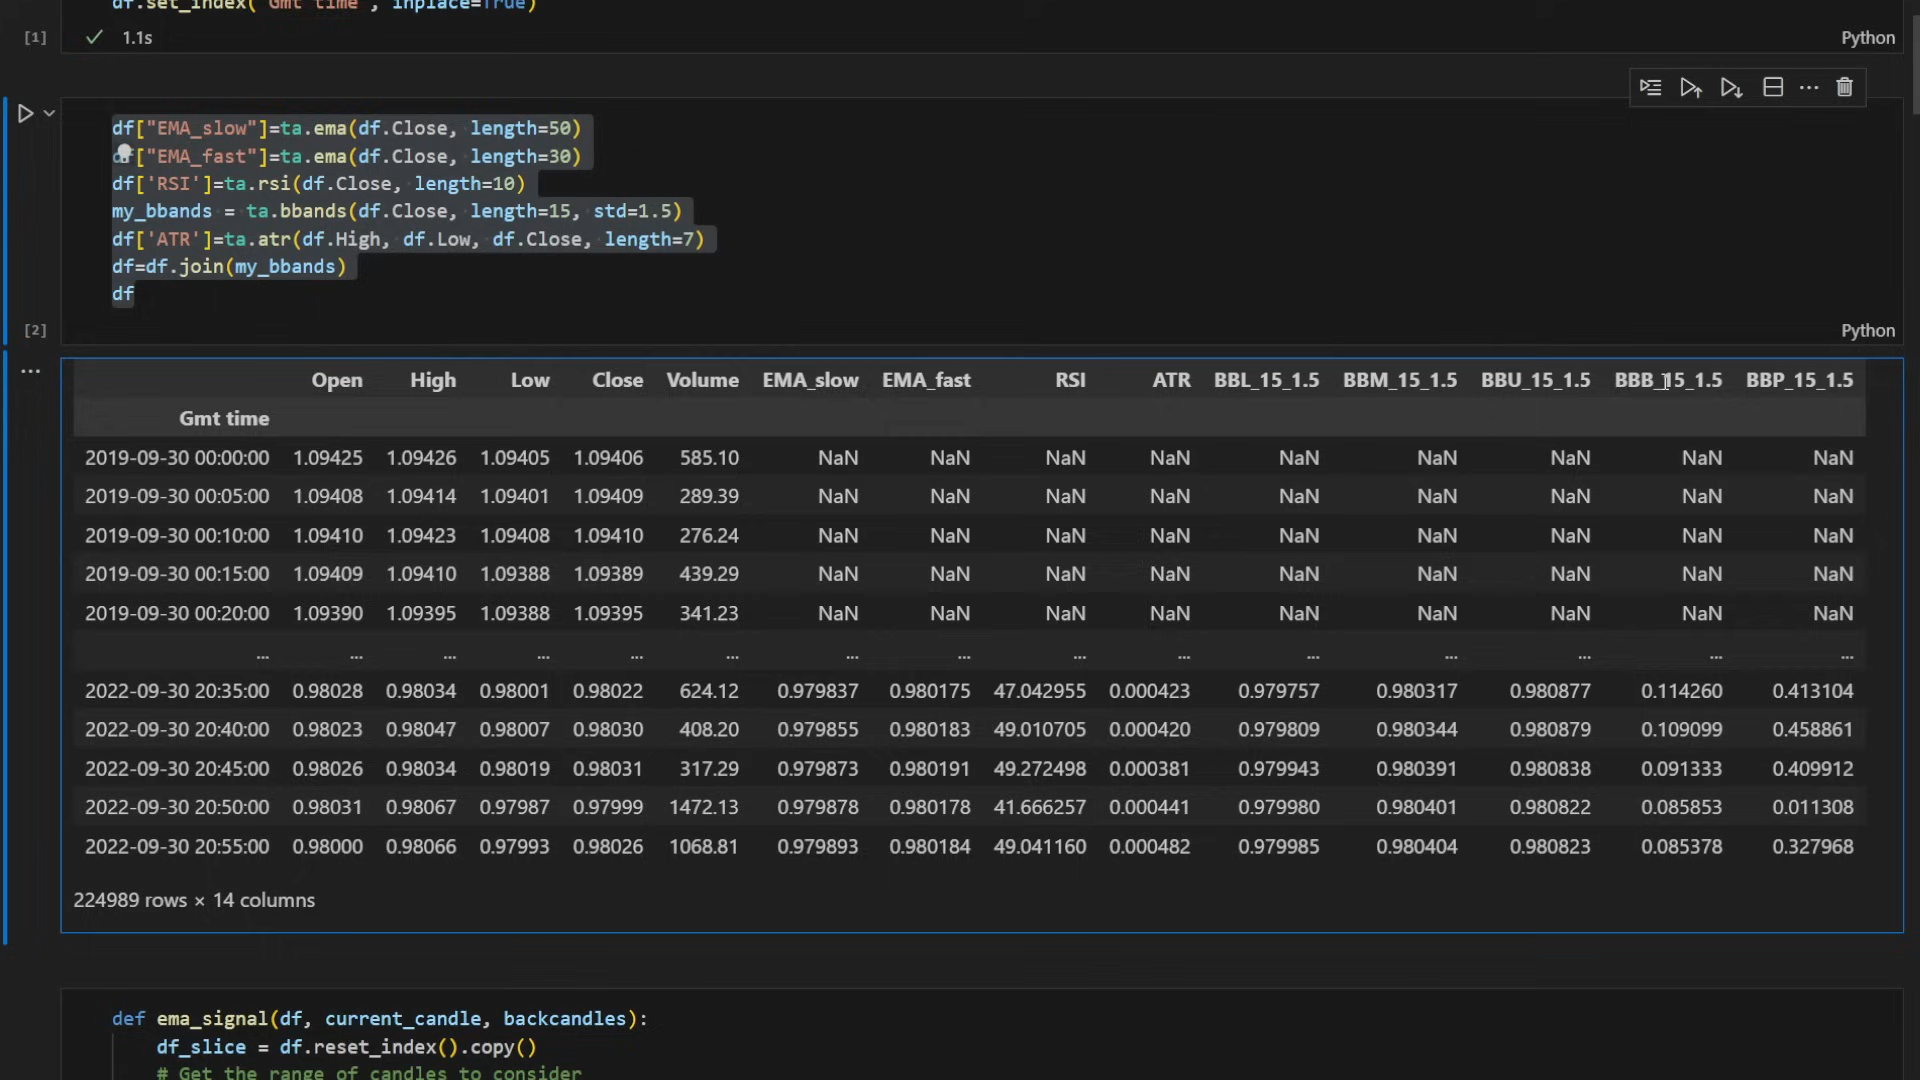 df.set_index("Gmt time", inplace=True)
[1] 1.1s Python
df["EMA_slow"]=ta.ema(df.Close, length=50)
df["EMA_fast"]=ta.ema(df.Close, length=30)
df['RSI']=ta.rsi(df.Close, length=10)
my_bbands = ta.bbands(df.Close, length=15, std=1.5)
df['ATR']=ta.atr(df.High, df.Low, df.Close, length=7)
df=df.join(my_bbands)
df
[2] Python
Open High Low Close Volume EMA_slow EMA_fast RSI ATR BBL_15_1.5 BBM_15_1.5 BBU_15_1.5 BBB_15_1.5 BBP_15_1.5
Gmt time
2019-09-30 00:00:00 1.09425 1.09426 1.09405 1.09406 585.10 NaN NaN NaN NaN NaN NaN NaN NaN NaN
2019-09-30 00:05:00 1.09408 1.09414 1.09401 1.09409 289.39 NaN NaN NaN NaN NaN NaN NaN NaN NaN
2019-09-30 00:10:00 1.09410 1.09423 1.09408 1.09410 276.24 NaN NaN NaN NaN NaN NaN NaN NaN NaN
2019-09-30 00:15:00 1.09409 1.09410 1.09388 1.09389 439.29 NaN NaN NaN NaN NaN NaN NaN NaN NaN
2019-09-30 00:20:00 1.09390 1.09395 1.09388 1.09395 341.23 NaN NaN NaN NaN NaN NaN NaN NaN NaN
... ... ... ... ... ... ... ... ... ... ... ... ... ... ...
2022-09-30 20:35:00 0.98028 0.98034 0.98001 0.98022 624.12 0.979837 0.980175 47.042955 0.000423 0.979757 0.980317 0.980877 0.114260 0.413104
2022-09-30 20:40:00 0.98023 0.98047 0.98007 0.98030 408.20 0.979855 0.980183 49.010705 0.000420 0.979809 0.980344 0.980879 0.109099 0.458861
2022-09-30 20:45:00 0.98026 0.98034 0.98019 0.98031 317.29 0.979873 0.980191 49.272498 0.000381 0.979943 0.980391 0.980838 0.091333 0.409912
2022-09-30 20:50:00 0.98031 0.98067 0.97987 0.97999 1472.13 0.979878 0.980178 41.666257 0.000441 0.979980 0.980401 0.980822 0.085853 0.011308
2022-09-30 20:55:00 0.98000 0.98066 0.97993 0.98026 1068.81 0.979893 0.980184 49.041160 0.000482 0.979985 0.980404 0.980823 0.085378 0.327968
224989 rows × 14 columns
def ema_signal(df, current_candle, backcandles):
df_slice = df.reset_index().copy()
# Get the range of candles to consider